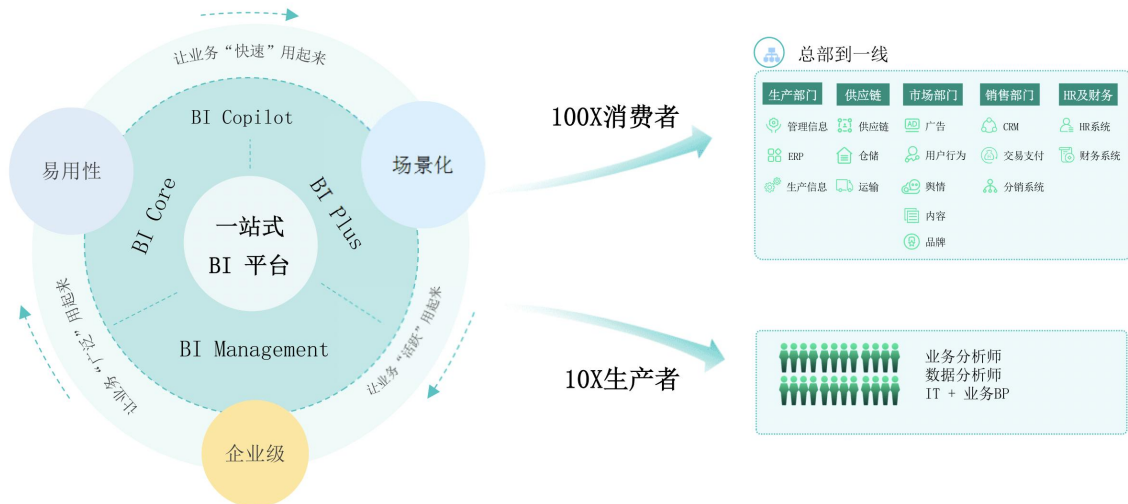 让业务“快速”用起来
BI Copilot
易用性
场景化
BI Core
BI Plus
一站式
BI 平台
让业务“广泛”用起来
让业务“活跃”用起来
BI Management
企业级
100X消费者
10X生产者
总部到一线
生产部门
管理信息
ERP
生产信息
供应链
供应链
仓储
运输
市场部门
AD
广告
用户行为
舆情
内容
品牌
销售部门
CRM
交易支付
分销系统
HR及财务
HR系统
财务系统
业务分析师
数据分析师
IT + 业务BP